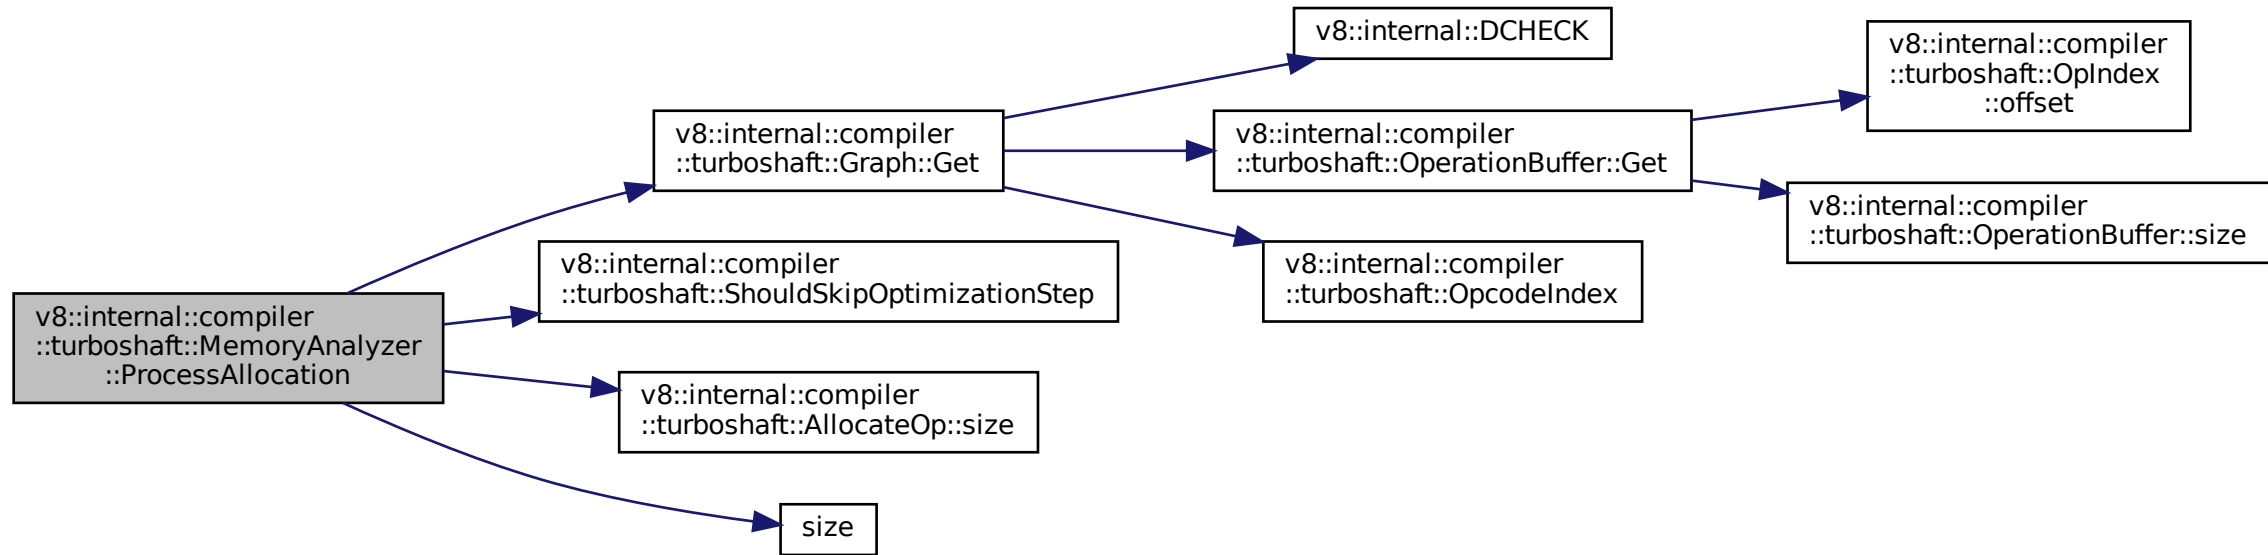 v8::internal::compiler
::turboshaft::MemoryAnalyzer
::ProcessAllocation
v8::internal::compiler
::turboshaft::Graph::Get
v8::internal::compiler
::turboshaft::ShouldSkipOptimizationStep
v8::internal::compiler
::turboshaft::AllocateOp::size
size
v8::internal::DCHECK
v8::internal::compiler
::turboshaft::OperationBuffer::Get
v8::internal::compiler
::turboshaft::OpcodeIndex
v8::internal::compiler
::turboshaft::OpIndex
::offset
v8::internal::compiler
::turboshaft::OperationBuffer::size